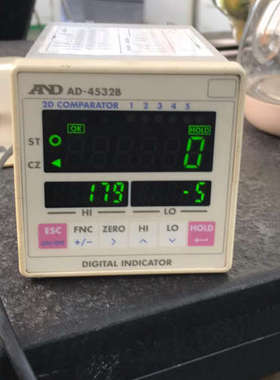 AND AD-4532B
2D COMPARATOR 1 2 3 4 5
OK HOLD
ST 0
CZ
179 -5
HI LO
ESC FNC ZERO HI LO HOLD
+/- > ^ v
DIGITAL INDICATOR